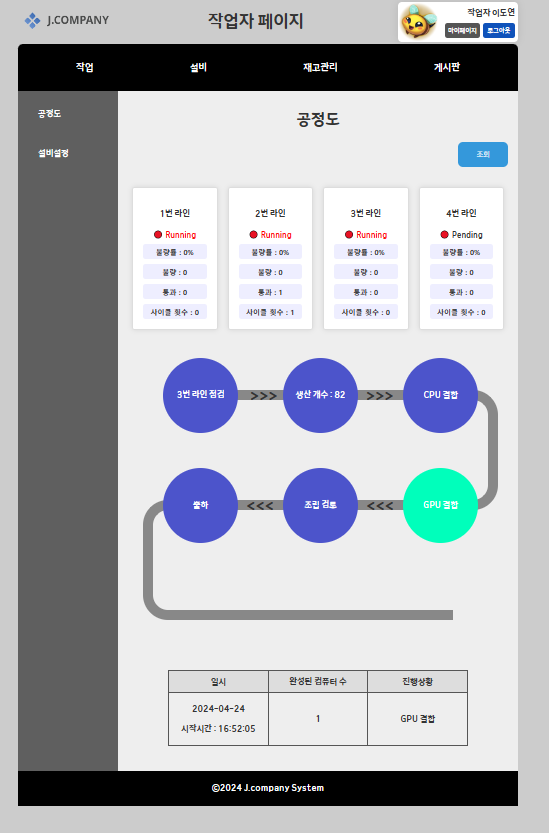 J.COMPANY
작업자 페이지
작업자 이도연
마이페이지 로그아웃
작업 설비 재고관리 게시판
공정도
설비설정
공정도
조회
1번 라인
Running
불량률 : 0%
불량 : 0
통과 : 0
사이클 횟수 : 0
2번 라인
Running
불량률 : 0%
불량 : 0
통과 : 1
사이클 횟수 : 1
3번 라인
Running
불량률 : 0%
불량 : 0
통과 : 0
사이클 횟수 : 0
4번 라인
Pending
불량률 : 0%
불량 : 0
통과 : 0
사이클 횟수 : 0
3번 라인 점검 >>> 생산 개수 : 82 >>> CPU 결합
출하 <<< 조립 검토 <<< GPU 결합
일시 완성된 컴퓨터 수 진행상황
2024-04-24
시작시간 : 16:52:05
1
GPU 결합
©2024 J.company System